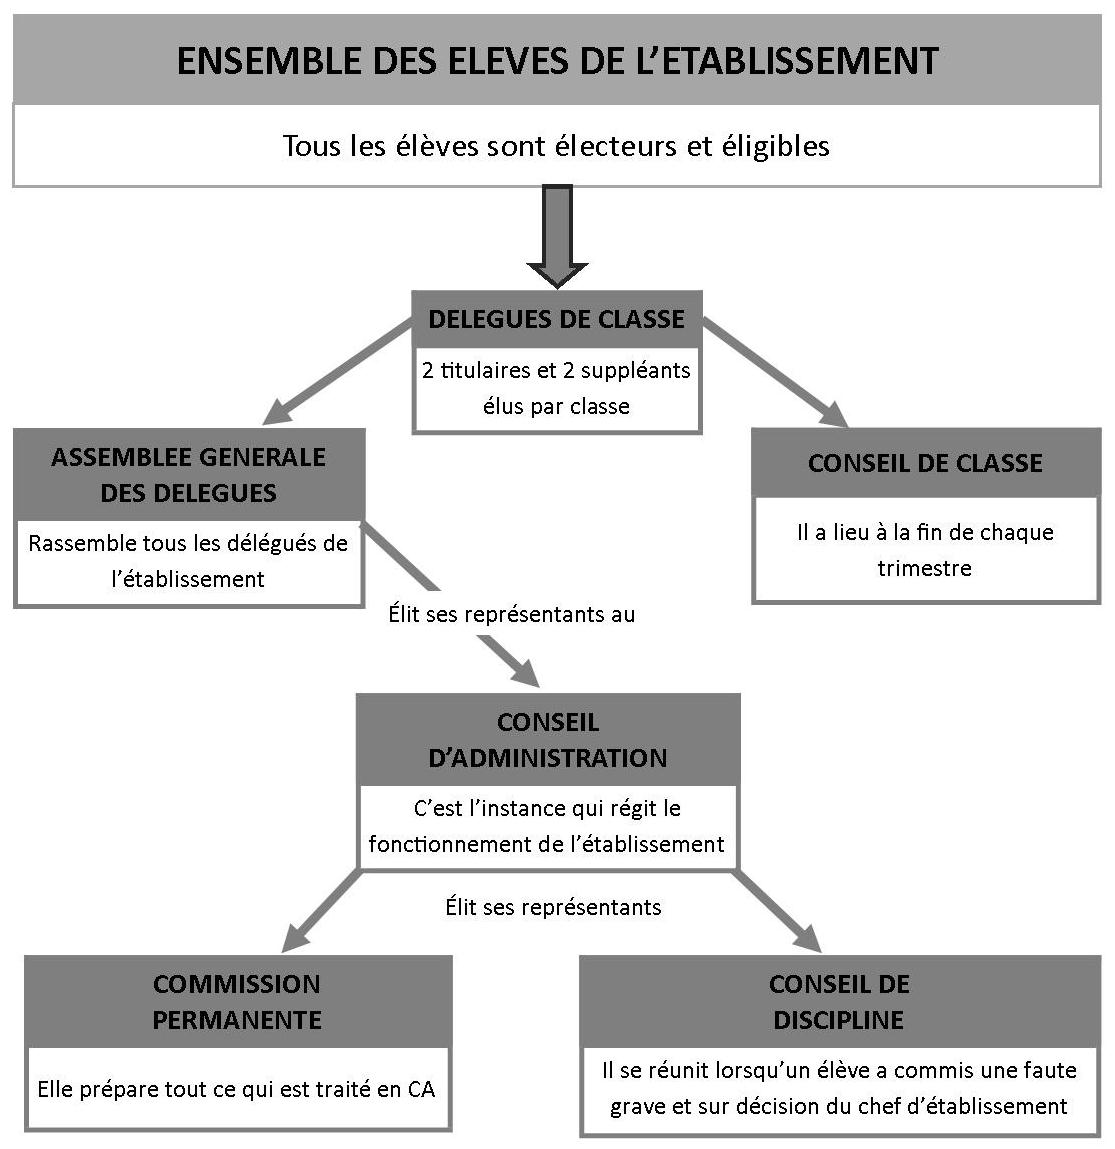 ENSEMBLE DES ELEVES DE L’ETABLISSEMENT
Tous les élèves sont électeurs et éligibles
DELEGUES DE CLASSE
2 titulaires et 2 suppléants
élus par classe
ASSEMBLEE GENERALE
DES DELEGUES
Rassemble tous les délégués de
l’établissement
CONSEIL DE CLASSE
Il a lieu à la fin de chaque
trimestre
Élit ses représentants au
CONSEIL
D’ADMINISTRATION
C’est l’instance qui régit le
fonctionnement de l’établissement
Élit ses représentants
COMMISSION
PERMANENTE
Elle prépare tout ce qui est traité en CA
CONSEIL DE
DISCIPLINE
Il se réunit lorsqu’un élève a commis une faute
grave et sur décision du chef d’établissement